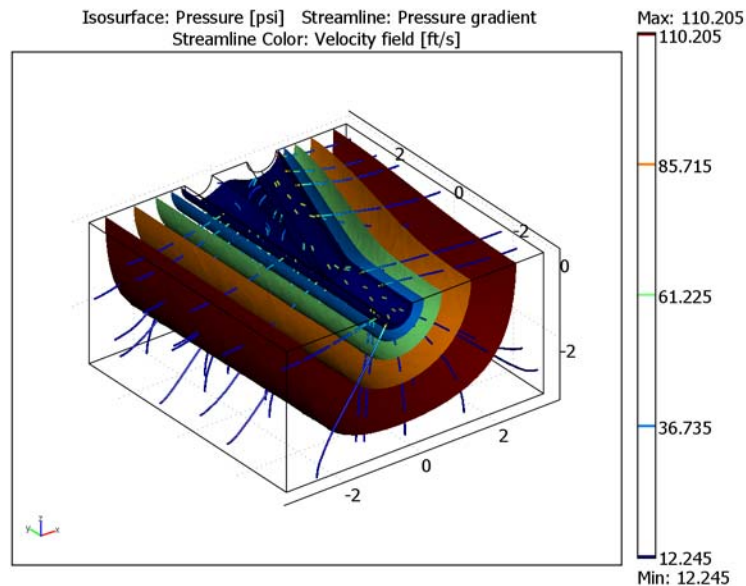 Isosurface: Pressure [psi] Streamline: Pressure gradient
Streamline Color: Velocity field [ft/s]
Max: 110.205
110.205
85.715
61.225
36.735
12.245
Min: 12.245
2
0
-2
0
-2
2
0
-2
z
y
x